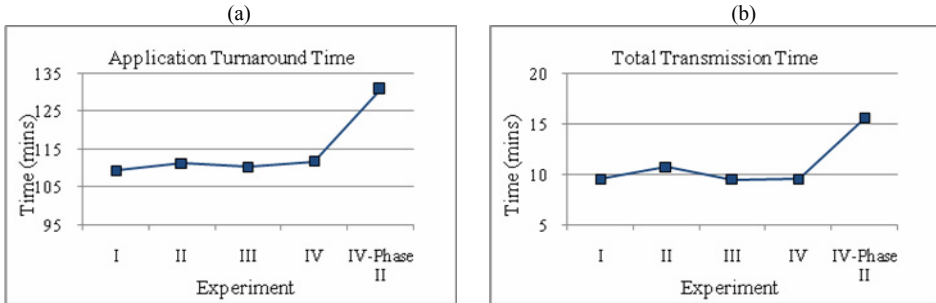 (a)
Application Turnaround Time
135
125
115
105
95
Time (mins)
I II III IV IV-Phase
II
Experiment
(b)
Total Transmission Time
20
15
10
5
Time (mins)
I II III IV IV-Phase
II
Experiment